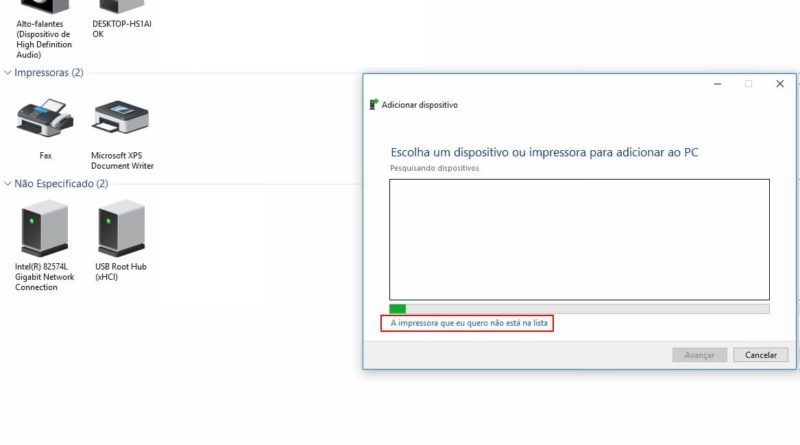 Alto-falantes
(Dispositivo de
High Definition
Audio)
DESKTOP-HS1AI
OK
Impressoras (2)
Fax
Microsoft XPS
Document Writer
Não Especificado (2)
Intel(R) 82574L
Gigabit Network
Connection
USB Root Hub
(xHCI)
Adicionar dispositivo
Escolha um dispositivo ou impressora para adicionar ao PC
Pesquisando dispositivos
A impressora que eu quero não está na lista
Avançar
Cancelar